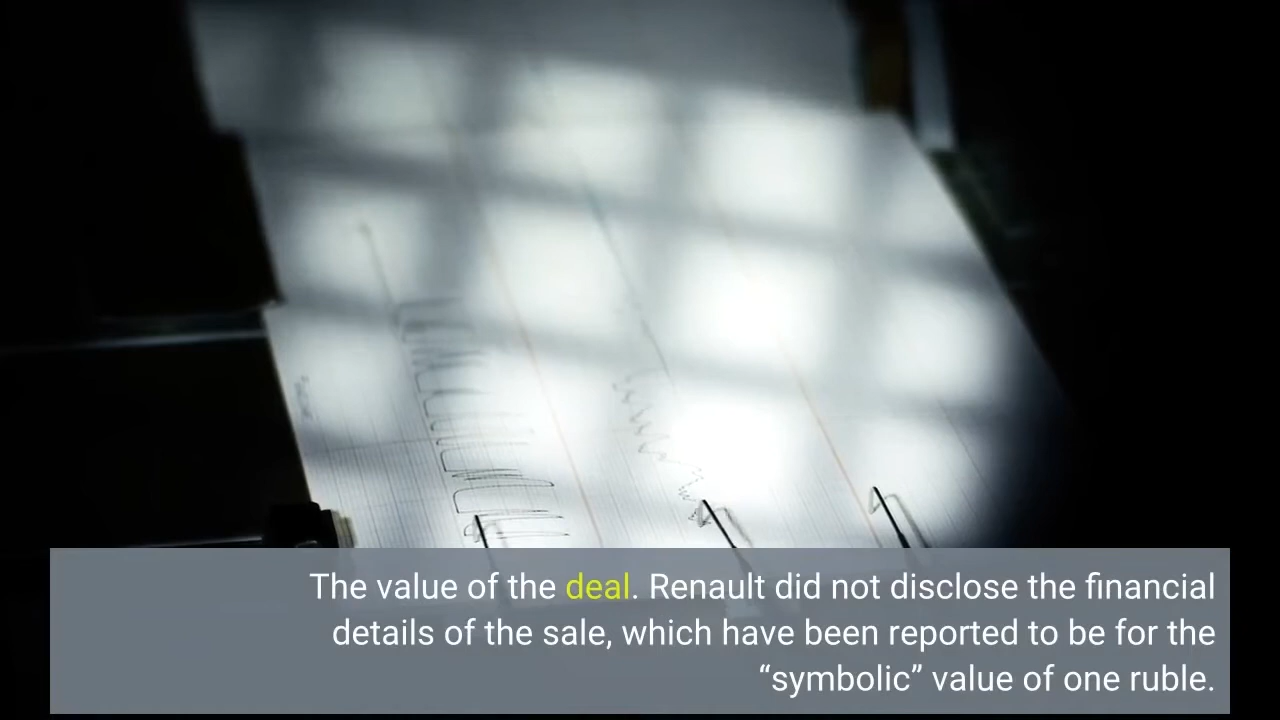 The value of the deal. Renault did not disclose the financial
details of the sale, which have been reported to be for the
“symbolic” value of one ruble.